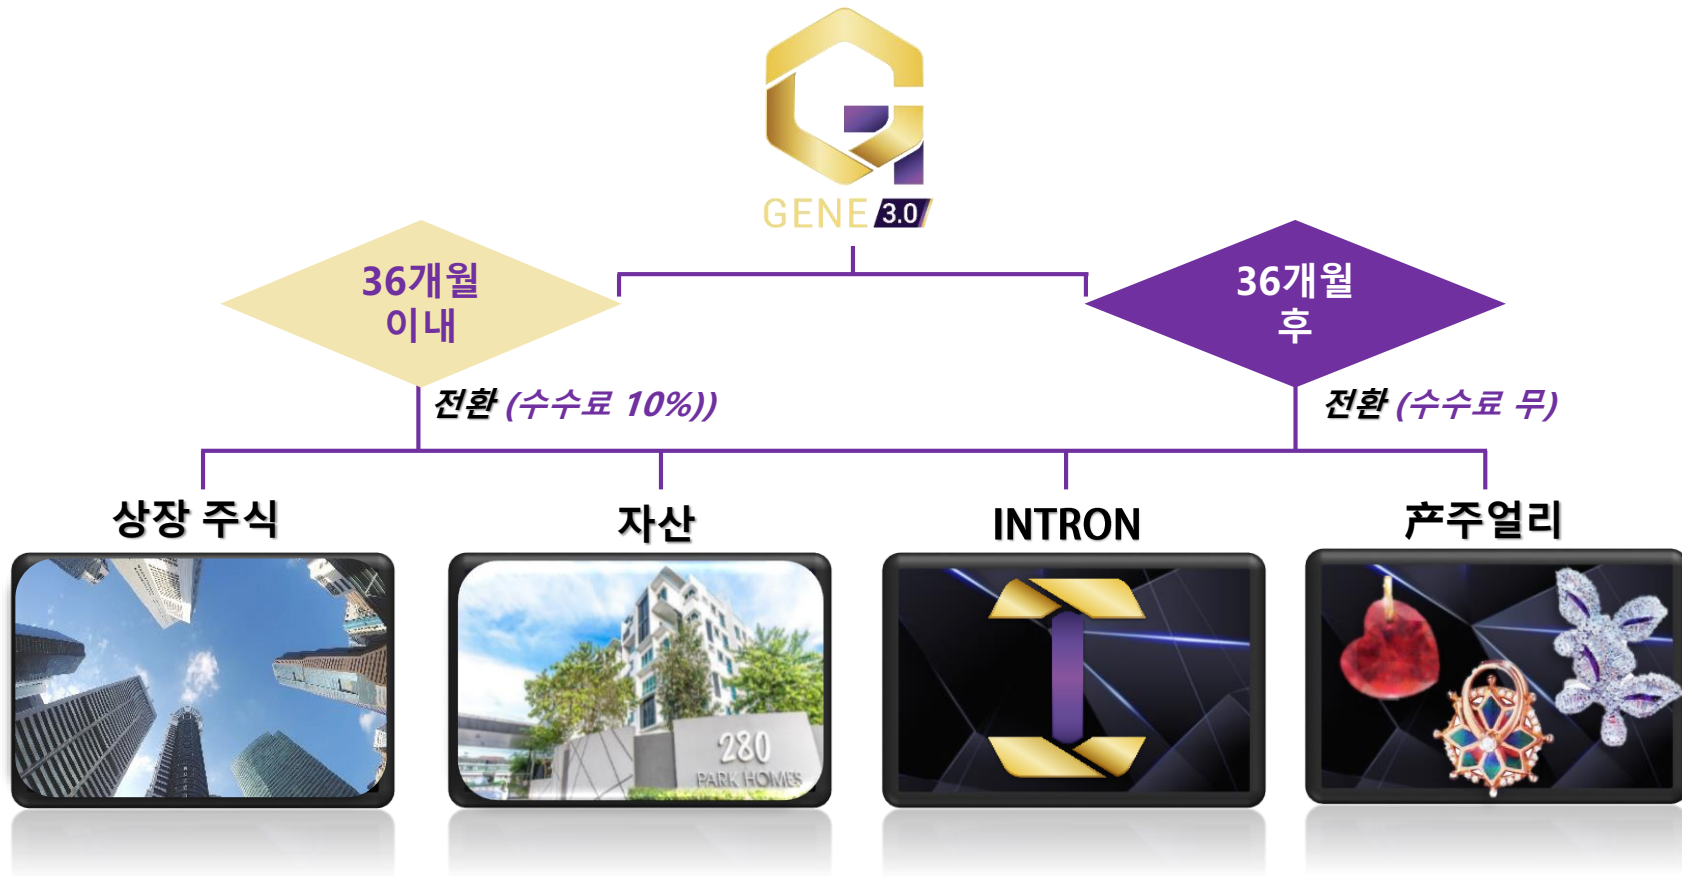 GENE 3.0
36개월
이내
36개월
후
전환 (수수료 10%))
전환 (수수료 무)
상장 주식
자산
INTRON
产주얼리
280
PARK HOMES